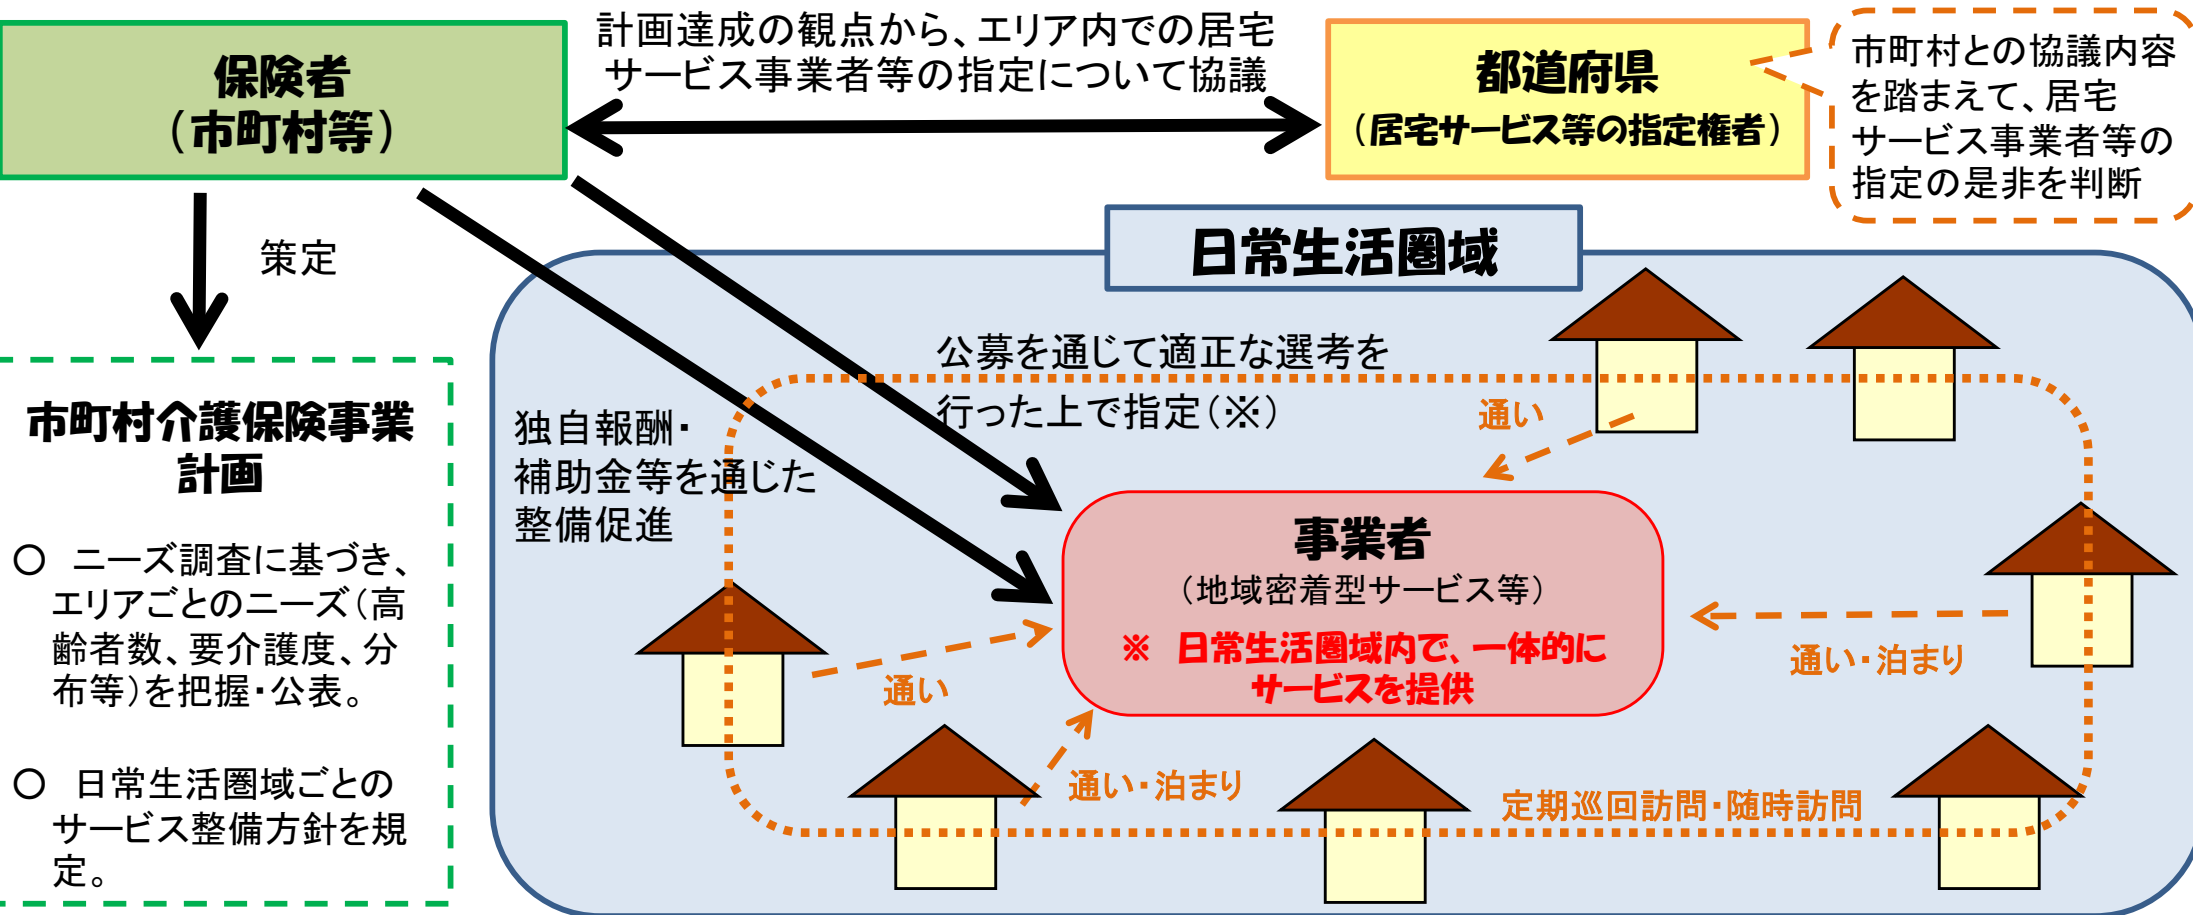 保険者
（市町村等）
計画達成の観点から、エリア内での居宅
サービス事業者等の指定について協議
都道府県
（居宅サービス等の指定権者）
市町村との協議内容
を踏まえて、居宅
サービス事業者等の
指定の是非を判断
策定
日常生活圏域
市町村介護保険事業
計画
○　ニーズ調査に基づき、
エリアごとのニーズ（高
齢者数、要介護度、分
布等）を把握・公表。
○　日常生活圏域ごとの
サービス整備方針を規
定。
公募を通じて適正な選考を
行った上で指定（※）
独自報酬・
補助金等を通じた
整備促進
通い
事業者
（地域密着型サービス等）
※　日常生活圏域内で、一体的に
サービスを提供
通い
通い・泊まり
通い・泊まり
定期巡回訪問・随時訪問